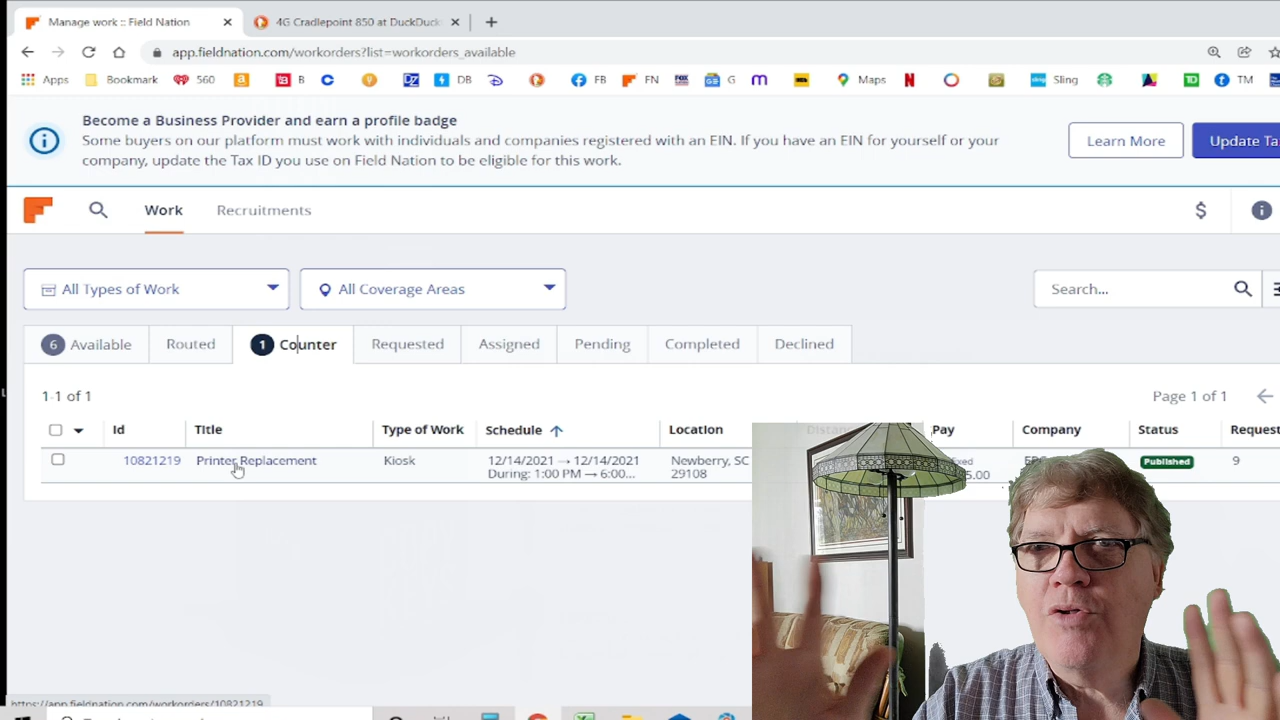 Manage work :: Field Nation
4G Cradlepoint 850 at DuckDuck
app.fieldnation.com/workorders?list=workorders_available
Apps Bookmark 560 B DB FB FN G Maps Sling TM
Become a Business Provider and earn a profile badge
Some buyers on our platform must work with individuals and companies registered with an EIN. If you have an EIN for yourself or your
company, update the Tax ID you use on Field Nation to be eligible for this work.
Learn More
Update Ta
Work Recruitments $
All Types of Work All Coverage Areas Search...
6 Available Routed 1 Counter Requested Assigned Pending Completed Declined
1-1 of 1 Page 1 of 1
Id Title Type of Work Schedule Location Distan Pay Company Status Request
10821219 Printer Replacement Kiosk 12/14/2021 → 12/14/2021 Newberry, SC Published 9
During: 1:00 PM → 6:00... 29108 5.00
https://app.fieldnation.com/workorders/10821219